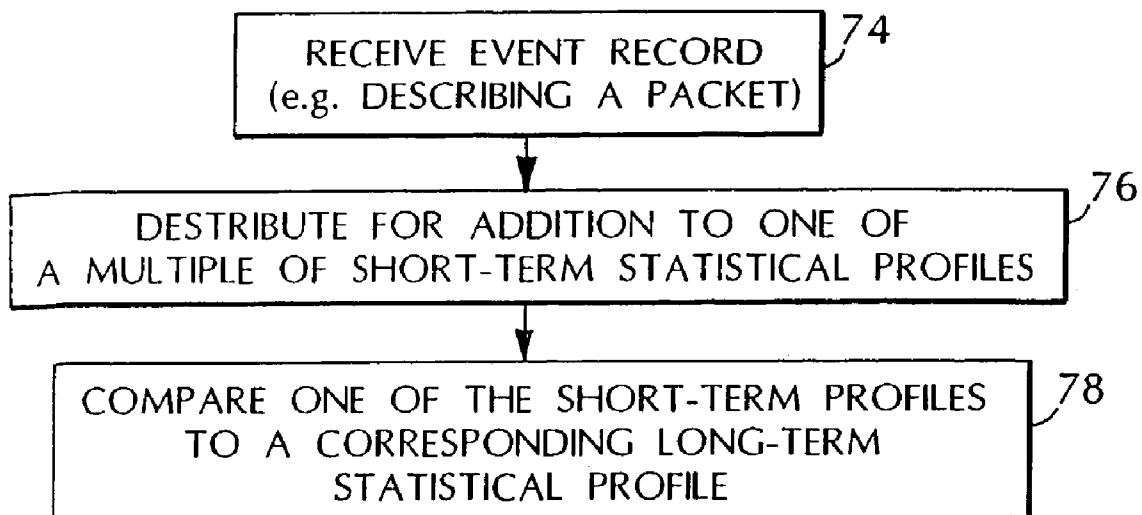 RECEIVE EVENT RECORD
(e.g. DESCRIBING A PACKET)
74
DESTRIBUTE FOR ADDITION TO ONE OF
A MULTIPLE OF SHORT-TERM STATISTICAL PROFILES
76
COMPARE ONE OF THE SHORT-TERM PROFILES
TO A CORRESPONDING LONG-TERM
STATISTICAL PROFILE
78